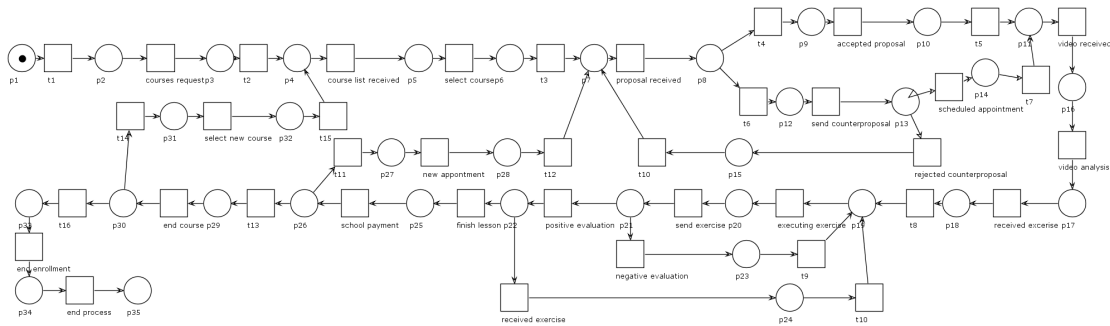 t4 p9 accepted proposal p10 t5 p11 video received
p1 t1 p2 courses request p3 t2 p4 course list received p5 select course p6 t3 p7 proposal received p8
p14 t7
scheduled appointment p16
t6 p12 send counterproposal p13
t14 p31 select new course p32 t15
t11 p27 new appontment p28 t12 t10 p15 rejected counterproposal video analysis
p33 t16 p30 end course p29 t13 p26 school payment p25 finish lesson p22 positive evaluation p21 send exercise p20 executing exercise p19 t8 p18 received excerise p17
end enrollment negative evaluation p23 t9
p34 end process p35 received exercise p24 t10